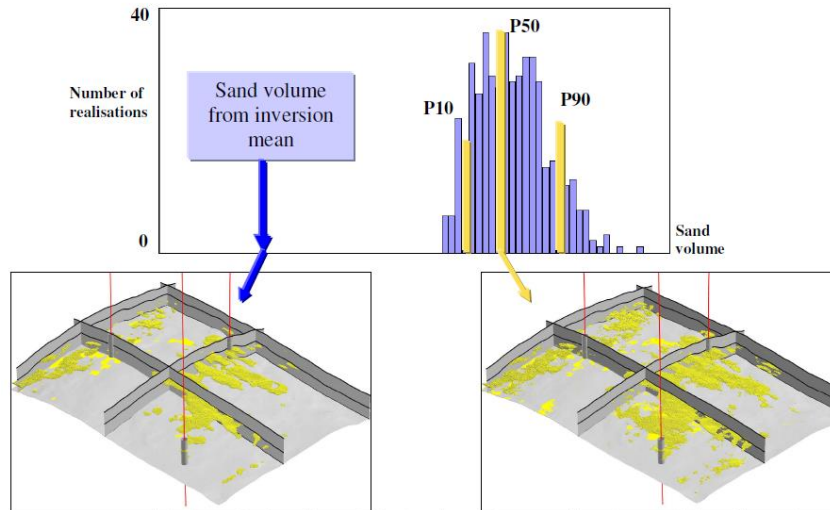 40
P50
Number of
realisations
Sand volume
from inversion
mean
P10
P90
0
Sand
volume